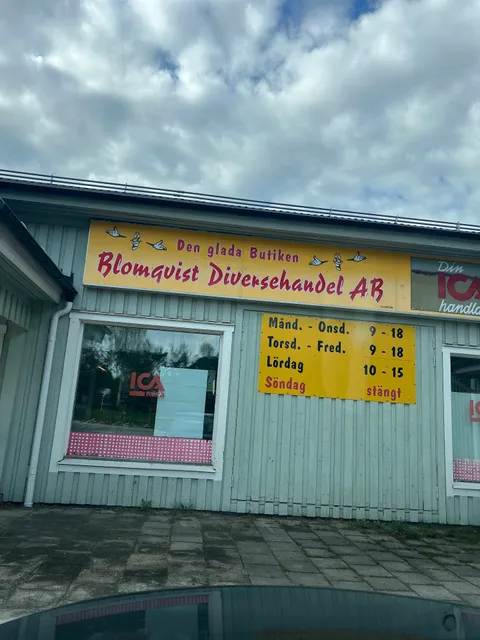 Den glada Butiken
Blomqvist Diversehandel AB
Din
ICA
handla
Månd. - Onsd. 9 - 18
Torsd. - Fred. 9 - 18
Lördag 10 - 15
Söndag stängt
ICA